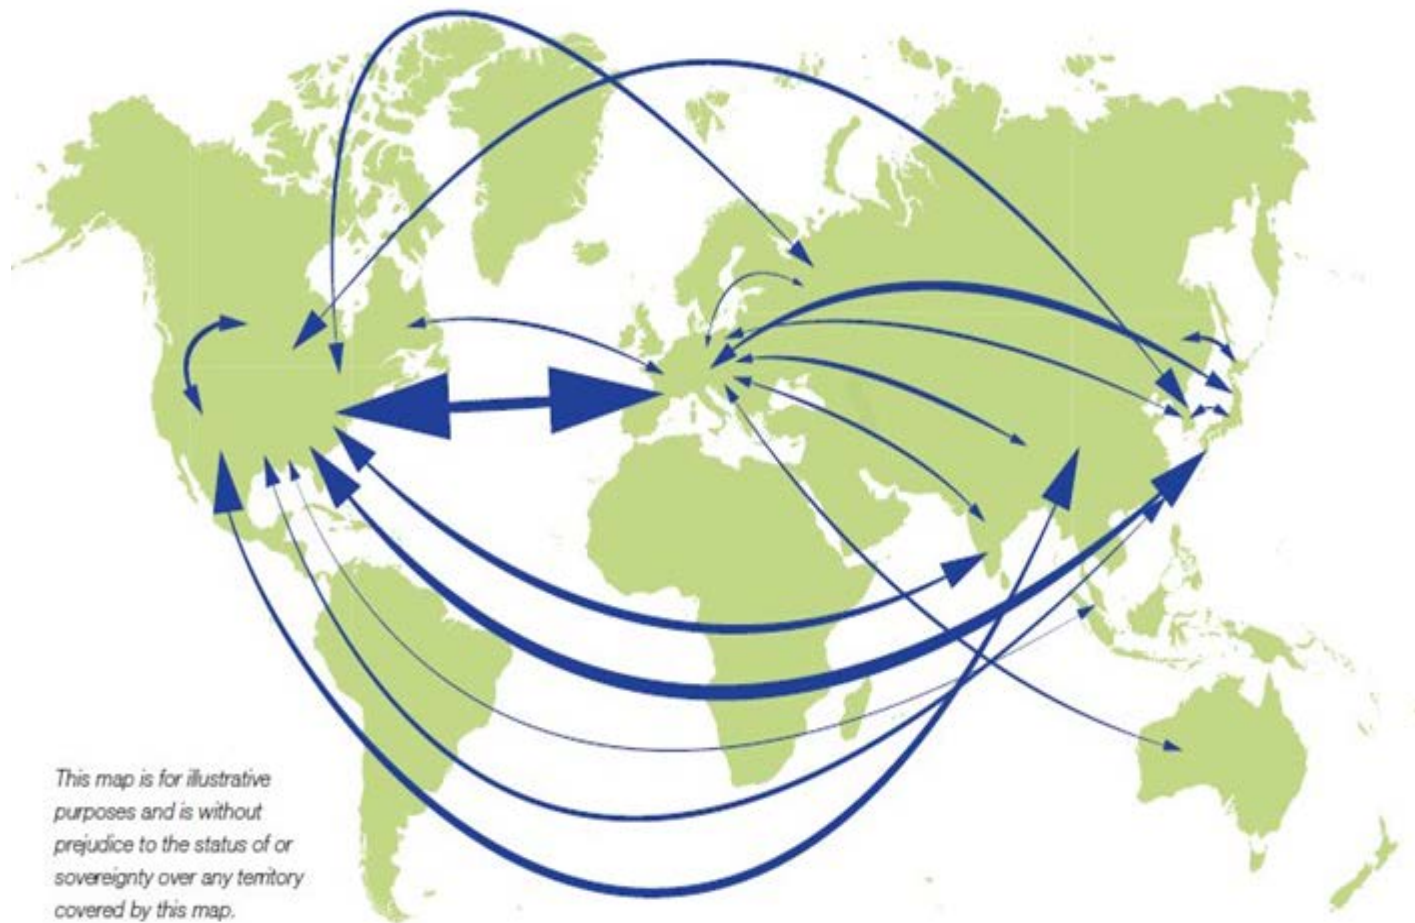 This map is for illustrative
purposes and is without
prejudice to the status of or
sovereignty over any territory
covered by this map.